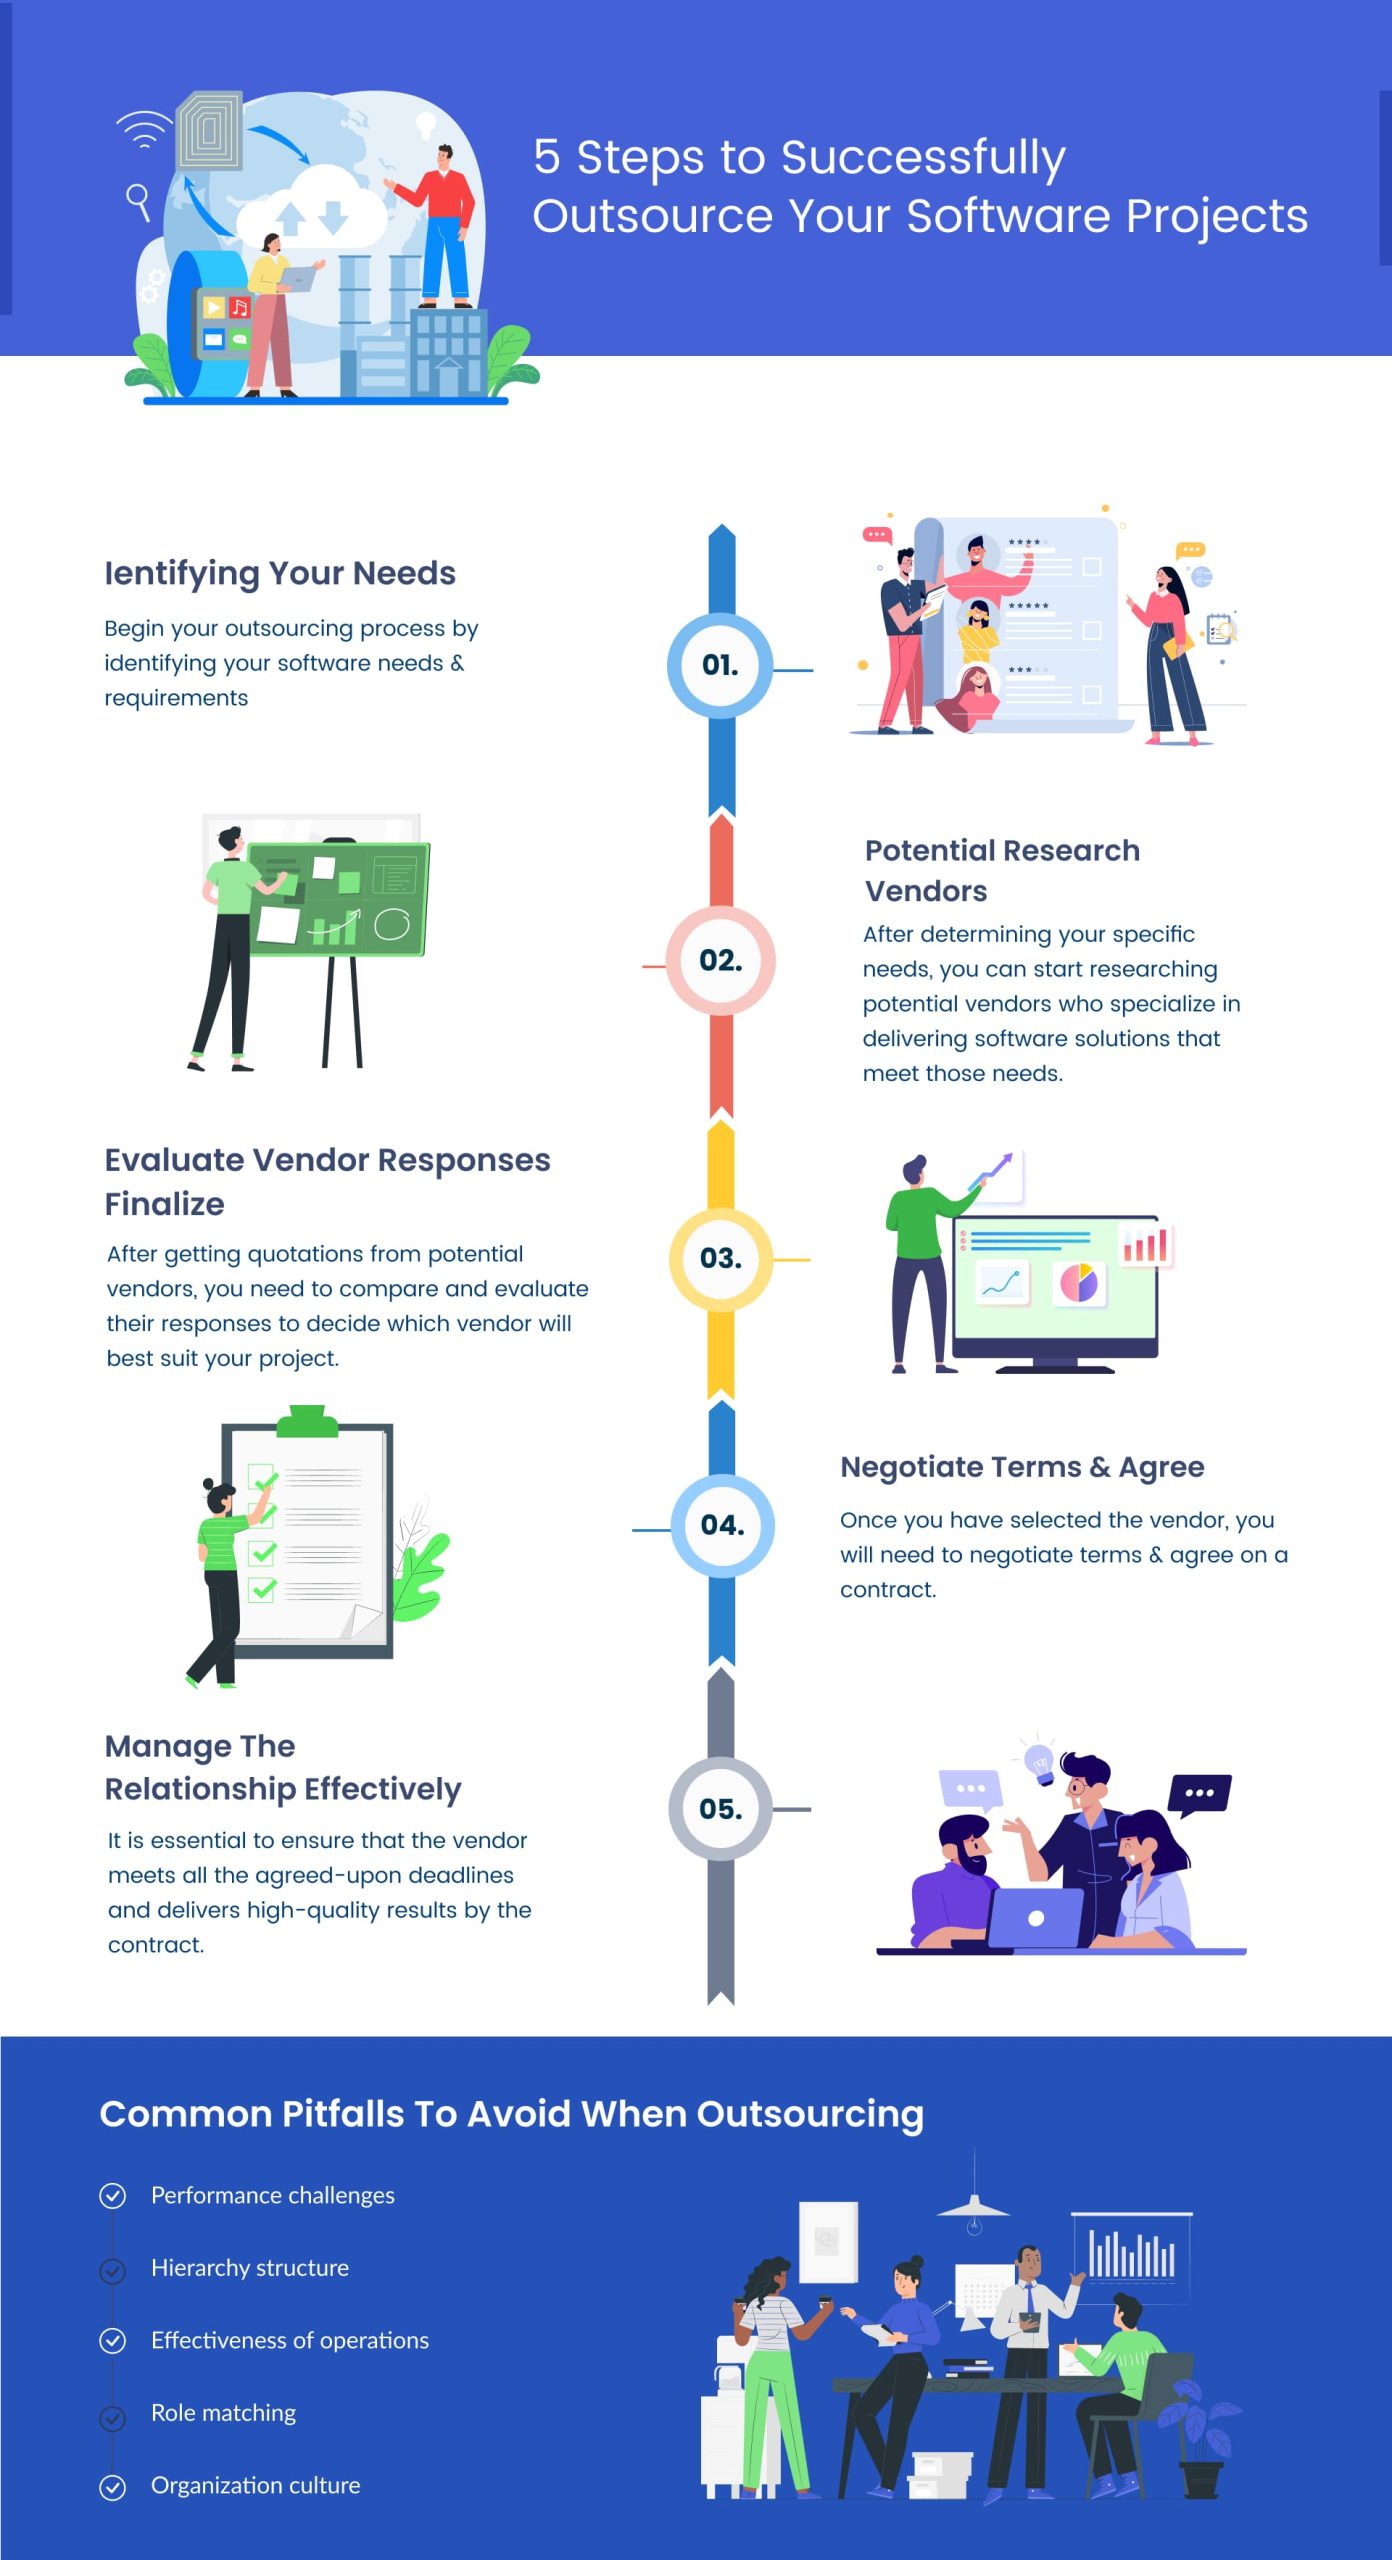 5 Steps to Successfully
Outsource Your Software Projects
Ientifying Your Needs
Begin your outsourcing process by
identifying your software needs &
requirements
01.
02.
Potential Research
Vendors
After determining your specific
needs, you can start researching
potential vendors who specialize in
delivering software solutions that
meet those needs.
Evaluate Vendor Responses
Finalize
After getting quotations from potential
vendors, you need to compare and evaluate
their responses to decide which vendor will
best suit your project.
03.
04.
Negotiate Terms & Agree
Once you have selected the vendor, you
will need to negotiate terms & agree on a
contract.
Manage The
Relationship Effectively
It is essential to ensure that the vendor
meets all the agreed-upon deadlines
and delivers high-quality results by the
contract.
05.
Common Pitfalls To Avoid When Outsourcing
Performance challenges
Hierarchy structure
Effectiveness of operations
Role matching
Organization culture